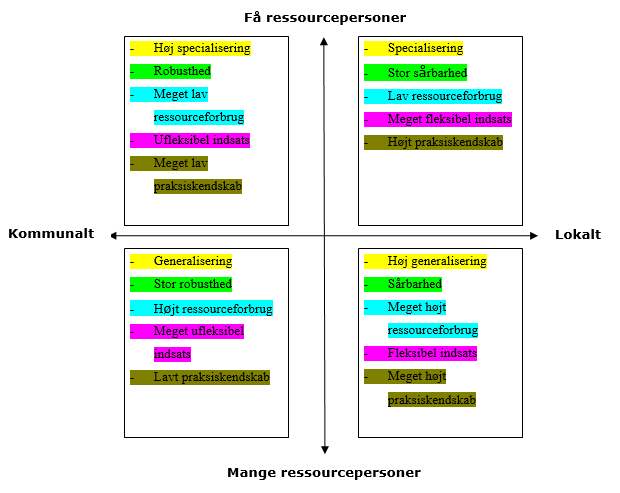 Få ressourcepersoner
- Høj specialisering
- Robusthed
- Meget lav
ressourceforbrug
- Ufleksibel indsats
- Meget lav
praksiskendskab
- Specialisering
- Stor sårbarhed
- Lav ressourceforbrug
- Meget fleksibel indsats
- Højt praksiskendskab
Kommunalt
Lokalt
- Generalisering
- Stor robusthed
- Højt ressourceforbrug
- Meget ufleksibel
indsats
- Lavt praksiskendskab
- Høj generalisering
- Sårbarhed
- Meget højt
ressourceforbrug
- Fleksibel indsats
- Meget højt
praksiskendskab
Mange ressourcepersoner